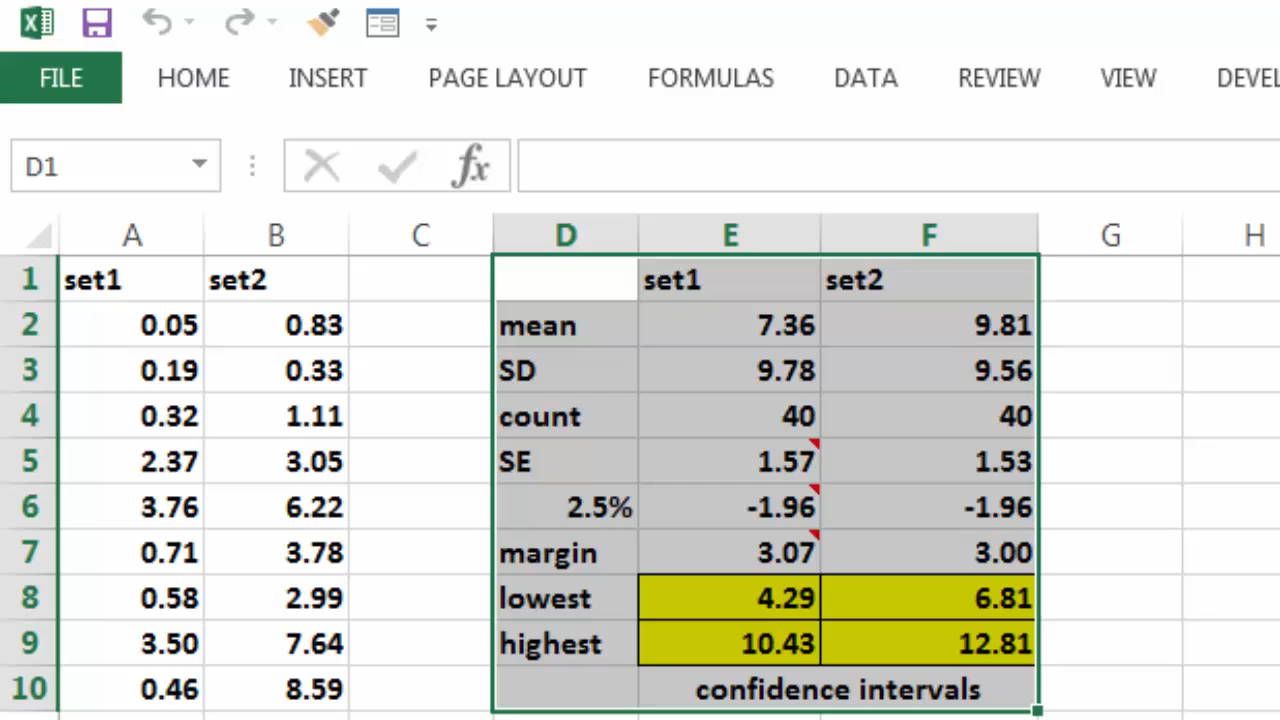 FILE HOME INSERT PAGE LAYOUT FORMULAS DATA REVIEW VIEW DEVEL
D1 fx
A B C D E F G H
1 set1 set2 set1 set2
2 0.05 0.83 mean 7.36 9.81
3 0.19 0.33 SD 9.78 9.56
4 0.32 1.11 count 40 40
5 2.37 3.05 SE 1.57 1.53
6 3.76 6.22 2.5% -1.96 -1.96
7 0.71 3.78 margin 3.07 3.00
8 0.58 2.99 lowest 4.29 6.81
9 3.50 7.64 highest 10.43 12.81
10 0.46 8.59 confidence intervals